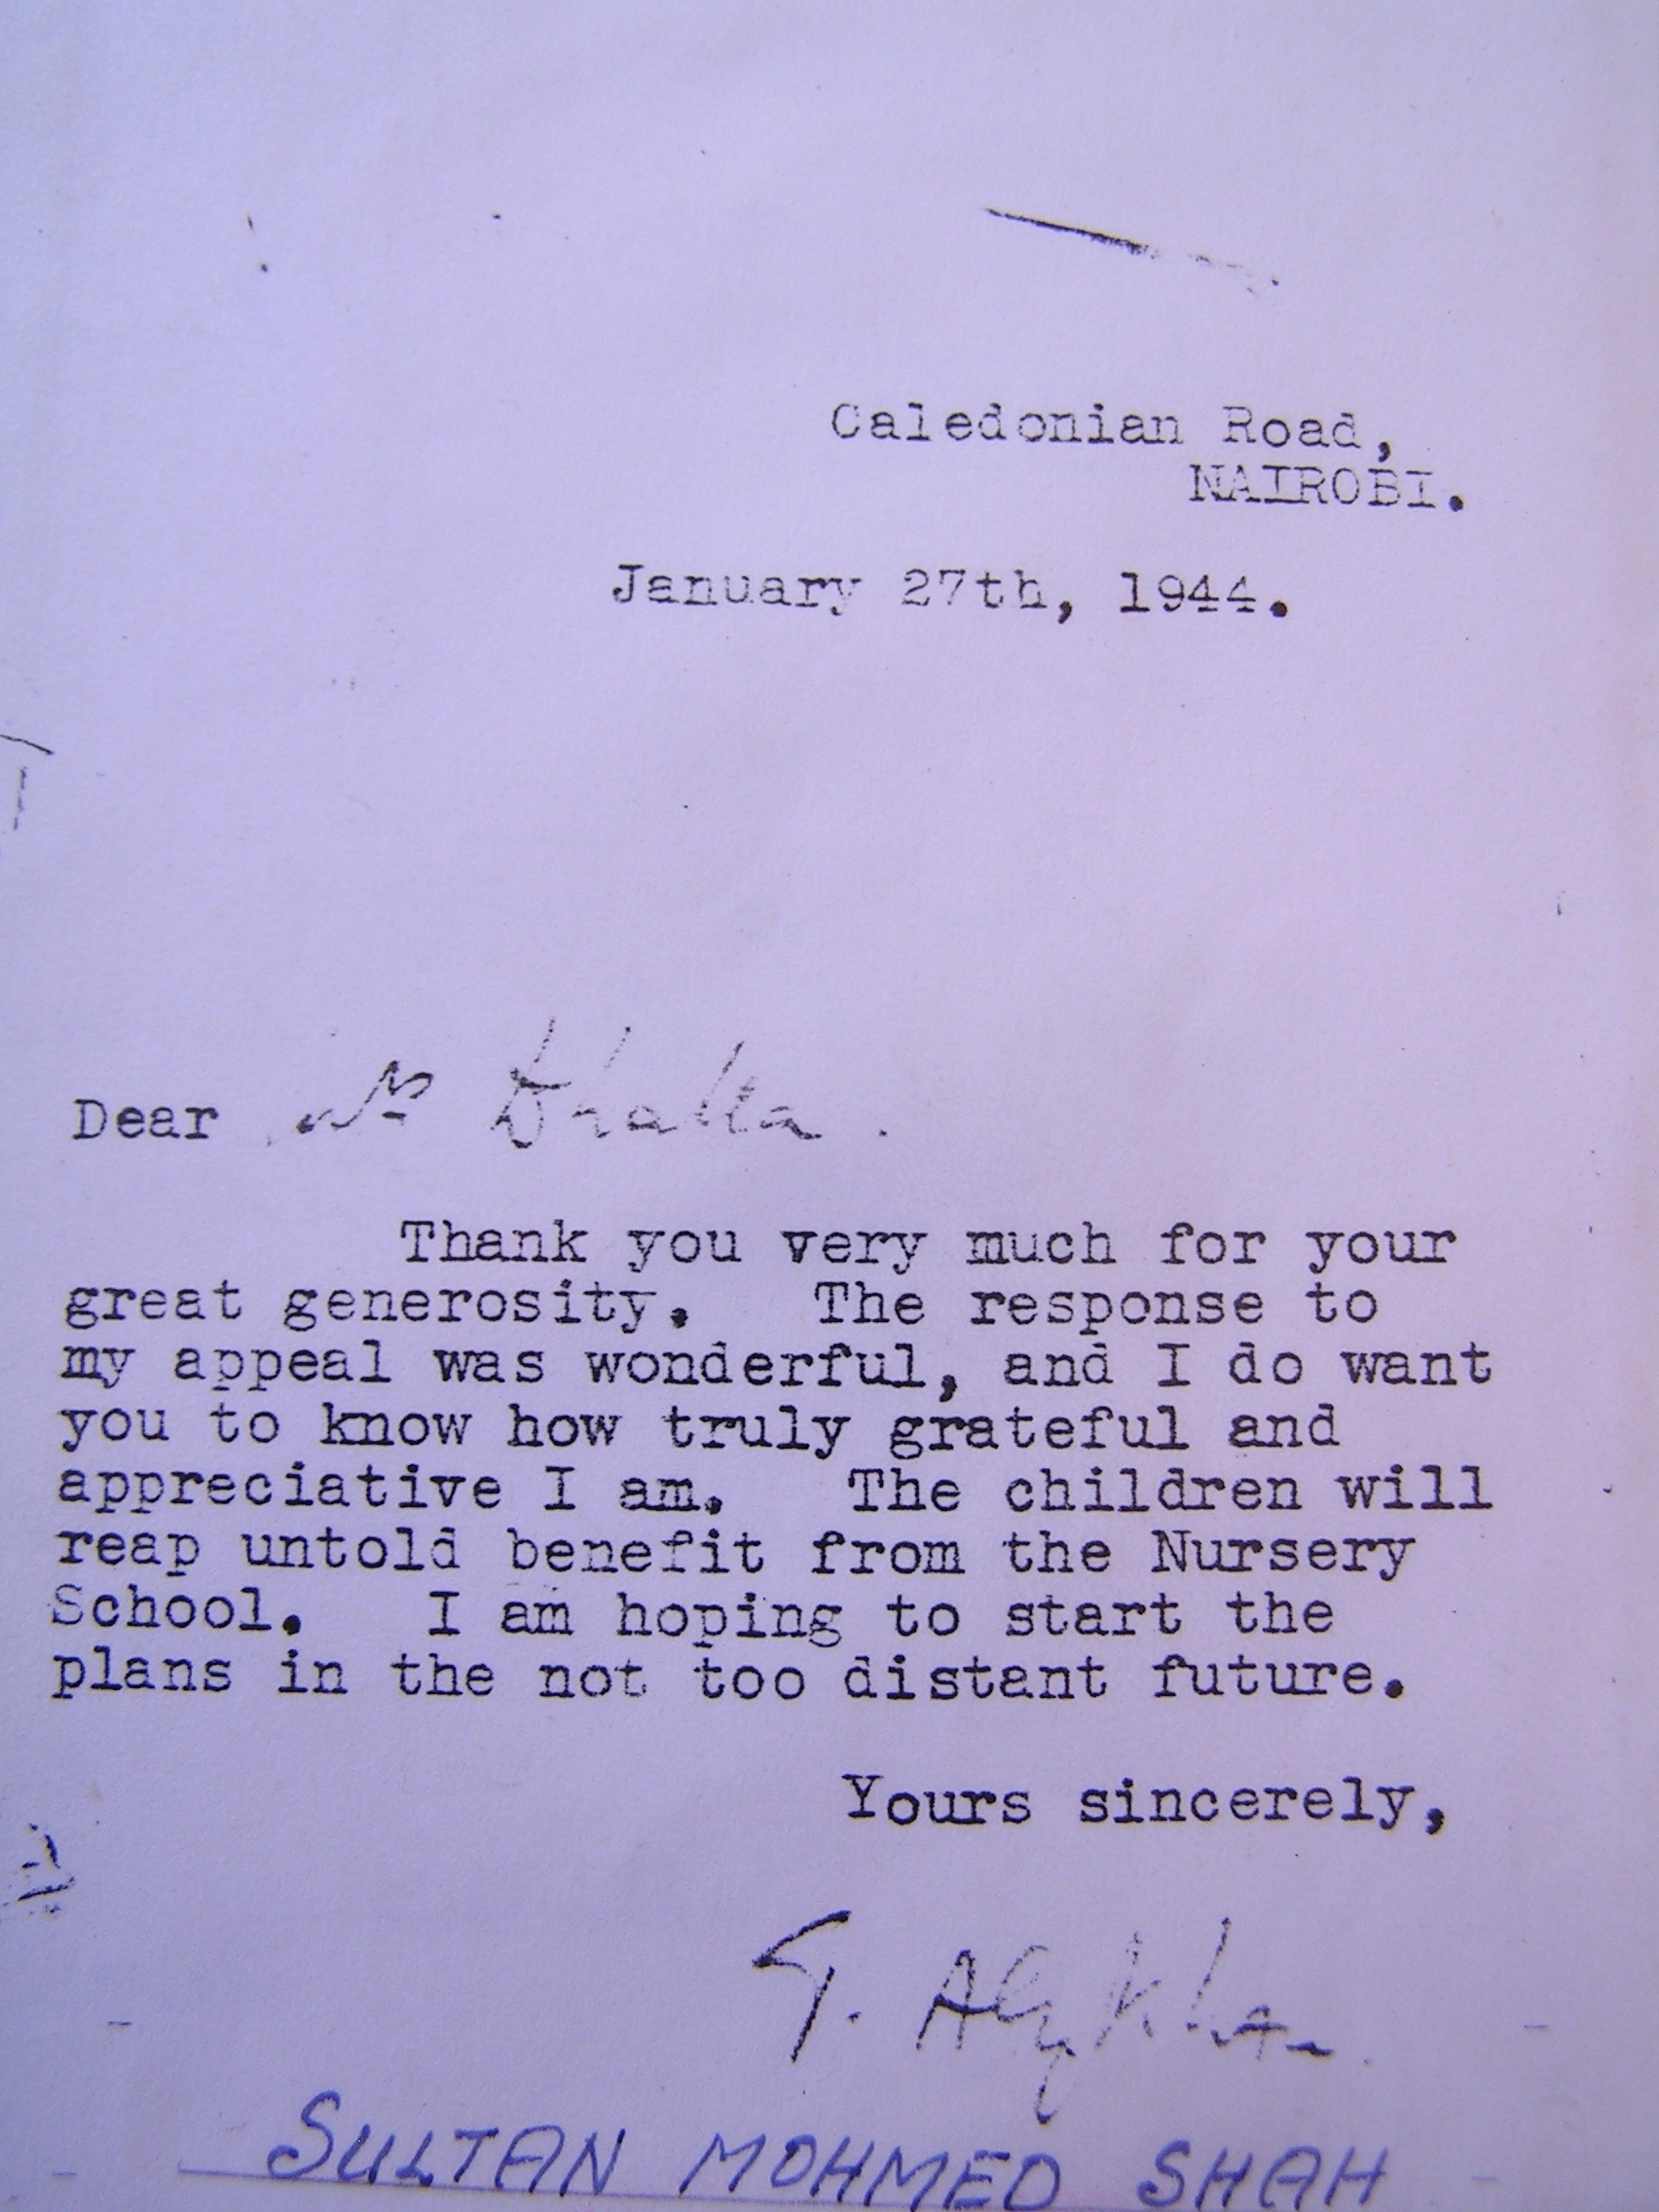 Caledonian Road,
NAIROBI.
January 27th, 1944.
Dear
Thank you very much for your
great generosity. The response to
my appeal was wonderful, and I do want
you to know how truly grateful and
appreciative I am. The children will
reap untold benefit from the Nursery
School. I am hoping to start the
plans in the not too distant future.
Yours sincerely,
J. Aly Khan.
SULTAN MOHMED SHAH